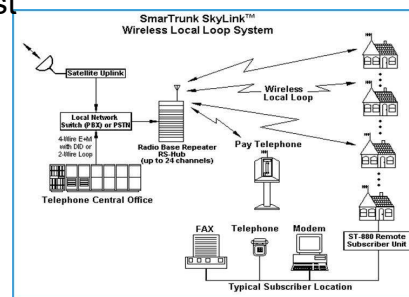 st
SmarTrunk SkyLink™
Wireless Local Loop System
Satellite Uplink
Local Network
Switch (PBX) or PSTN
4-Wire E+M
with DID or
2-Wire Loop
Telephone Central Office
Radio Base Repeater
RS-Hub
(up to 24 channels)
Wireless
Local Loop
Pay Telephone
ST-880 Remote
Subscriber Unit
FAX
Telephone
Modem
Typical Subscriber Location